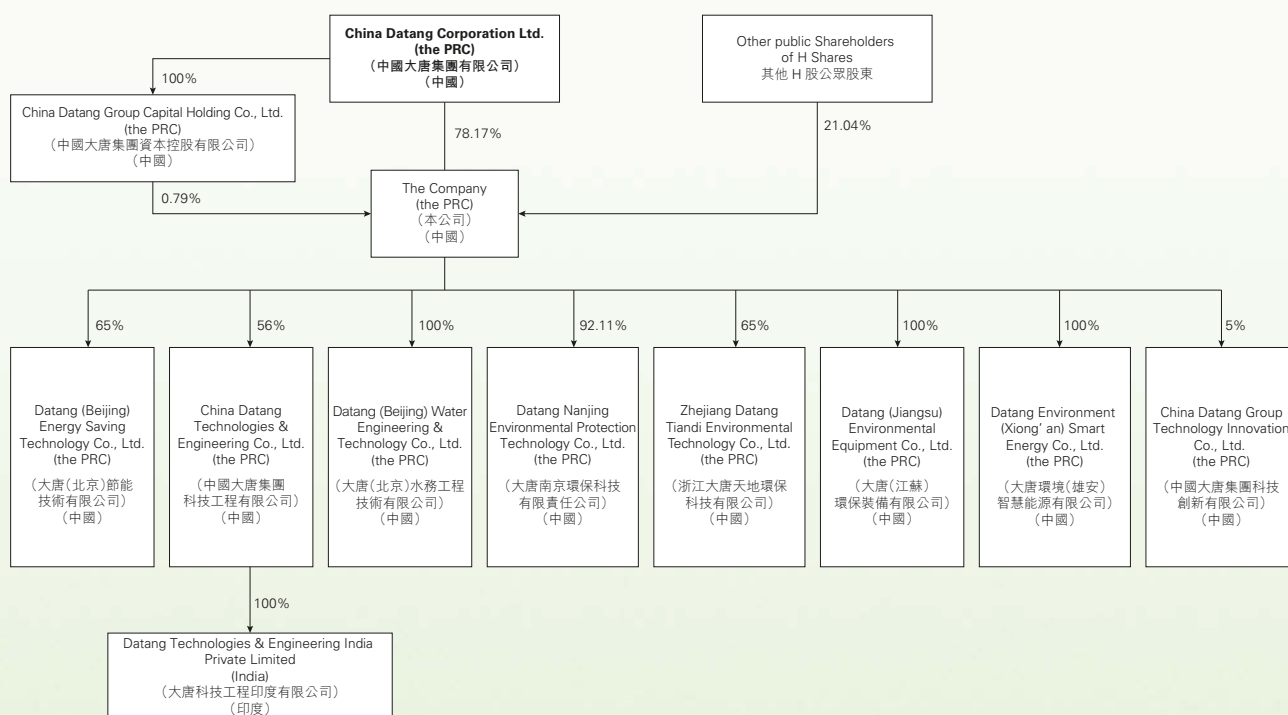 China Datang Corporation Ltd.
(the PRC)
（中國大唐集團有限公司）
（中國）
Other public Shareholders
of H Shares
其他 H 股公眾股東
100%
China Datang Group Capital Holding Co., Ltd.
(the PRC)
（中國大唐集團資本控股有限公司）
（中國）
78.17%
21.04%
0.79%
The Company
(the PRC)
（本公司）
（中國）
65%
56%
100%
92.11%
65%
100%
100%
5%
Datang (Beijing)
Energy Saving
Technology Co., Ltd.
(the PRC)
（大唐（北京）節能
技術有限公司）
（中國）
China Datang
Technologies &
Engineering Co., Ltd.
(the PRC)
（中國大唐集團
科技工程有限公司）
（中國）
Datang (Beijing) Water
Engineering &
Technology Co., Ltd.
(the PRC)
（大唐（北京）水務工程
技術有限公司）
（中國）
Datang Nanjing
Environmental Protection
Technology Co., Ltd.
(the PRC)
（大唐南京環保科技
有限責任公司）
（中國）
Zhejiang Datang
Tiandi Environmental
Technology Co., Ltd.
(the PRC)
（浙江大唐天地環保
科技有限公司）
（中國）
Datang (Jiangsu)
Environmental
Equipment Co., Ltd.
(the PRC)
（大唐（江蘇）
環保裝備有限公司）
（中國）
Datang Environment
(Xiong’ an) Smart
Energy Co., Ltd.
(the PRC)
（大唐環境（雄安）
智慧能源有限公司）
（中國）
China Datang Group
Technology Innovation
Co., Ltd.
(the PRC)
（中國大唐集團科技
創新有限公司）
（中國）
100%
Datang Technologies & Engineering India
Private Limited
(India)
（大唐科技工程印度有限公司）
（印度）